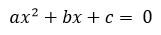 ax² + bx + c = 0